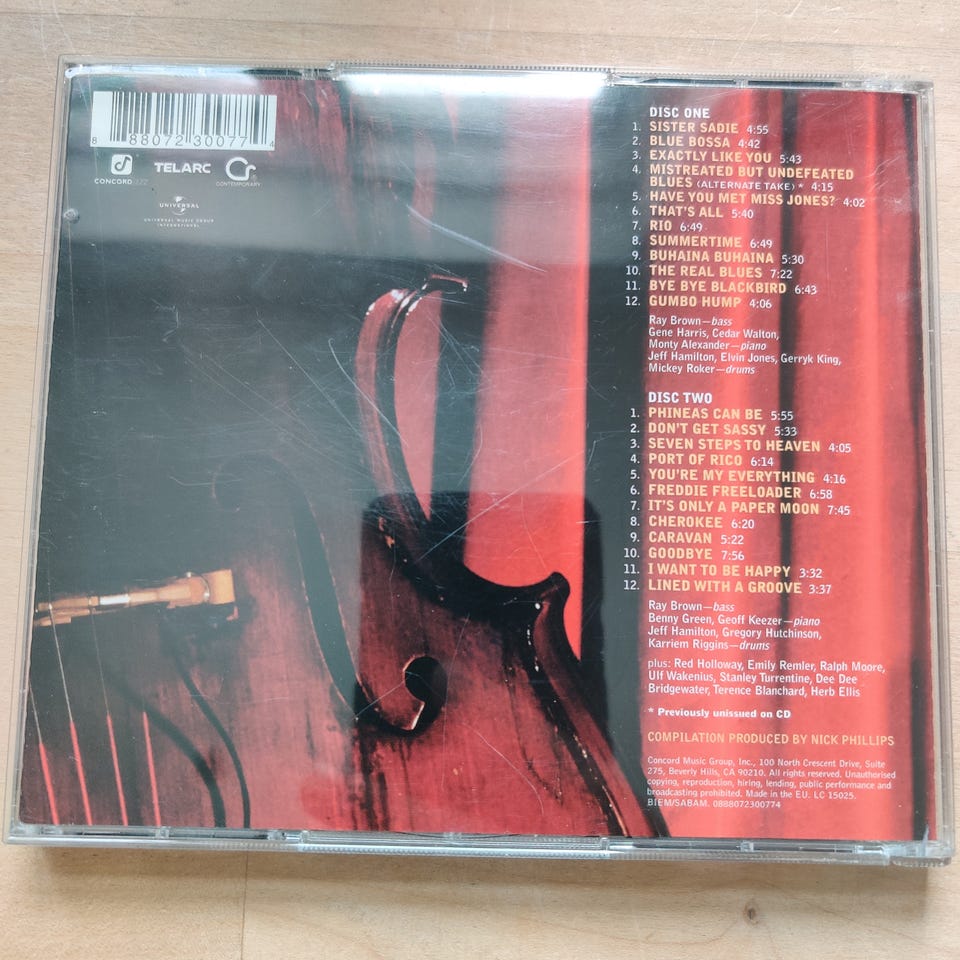 8 88072 30077 4
CONCORD JAZZ
TELARC
Cr
CONTEMPORARY
UNIVERSAL
UNIVERSAL MUSIC GROUP
INTERNATIONAL
DISC ONE
1. SISTER SADIE 4:55
2. BLUE BOSSA 4:42
3. EXACTLY LIKE YOU 5:43
4. MISTREATED BUT UNDEFEATED
BLUES (ALTERNATE TAKE) * 4:15
5. HAVE YOU MET MISS JONES? 4:02
6. THAT'S ALL 5:40
7. RIO 6:49
8. SUMMERTIME 6:49
9. BUHAINA BUHAINA 5:30
10. THE REAL BLUES 7:22
11. BYE BYE BLACKBIRD 6:43
12. GUMBO HUMP 4:06
Ray Brown—bass
Gene Harris, Cedar Walton,
Monty Alexander—piano
Jeff Hamilton, Elvin Jones, Gerryk King,
Mickey Roker—drums
DISC TWO
1. PHINEAS CAN BE 5:55
2. DON'T GET SASSY 5:33
3. SEVEN STEPS TO HEAVEN 4:05
4. PORT OF RICO 6:14
5. YOU'RE MY EVERYTHING 4:16
6. FREDDIE FREELOADER 6:58
7. IT'S ONLY A PAPER MOON 7:45
8. CHEROKEE 6:20
9. CARAVAN 5:22
10. GOODBYE 7:56
11. I WANT TO BE HAPPY 3:32
12. LINED WITH A GROOVE 3:37
Ray Brown—bass
Benny Green, Geoff Keezer—piano
Jeff Hamilton, Gregory Hutchinson,
Karriem Riggins—drums
plus: Red Holloway, Emily Remler, Ralph Moore,
Ulf Wakenius, Stanley Turrentine, Dee Dee
Bridgewater, Terence Blanchard, Herb Ellis
* Previously unissued on CD
COMPILATION PRODUCED BY NICK PHILLIPS
Concord Music Group, Inc., 100 North Crescent Drive, Suite
275, Beverly Hills, CA 90210. All rights reserved. Unauthorised
copying, reproduction, hiring, lending, public performance and
broadcasting prohibited. Made in the EU. LC 15025.
BIEM/SABAM. 0888072300774